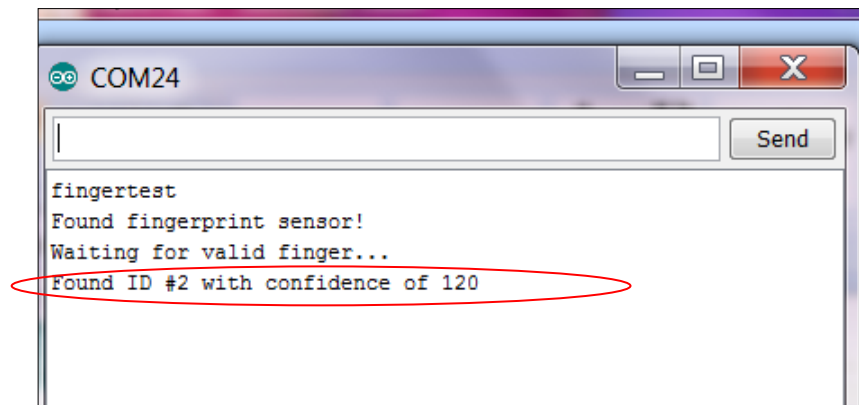 COM24
Send
fingertest
Found fingerprint sensor!
Waiting for valid finger...
Found ID #2 with confidence of 120